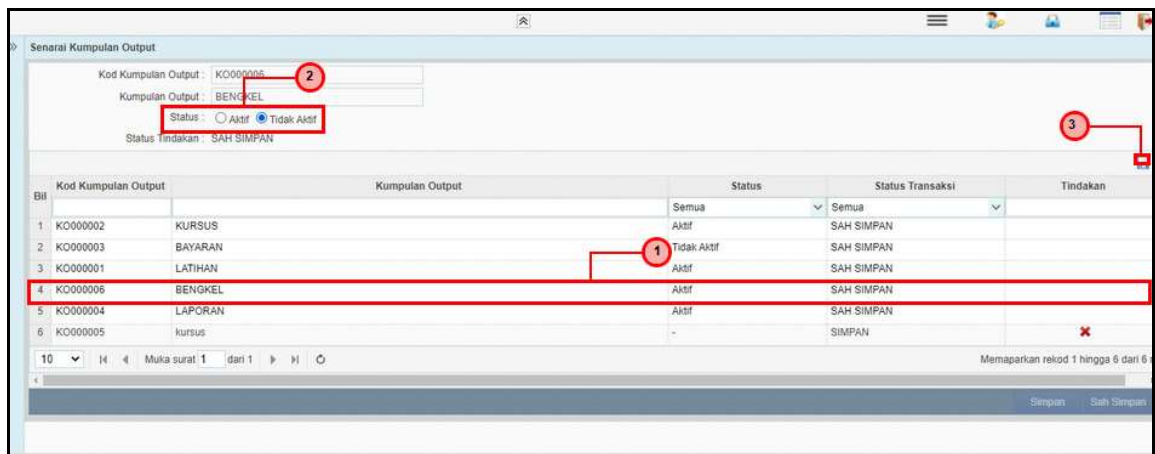 Senarai Kumpulan Output
Kod Kumpulan Output : KO000006
2
Kumpulan Output : BENGKEL
Status : Aktif Tidak Aktif
3
Status Tindakan : SAH SIMPAN
Bil Kod Kumpulan Output Kumpulan Output Status Status Transaksi Tindakan
Semua Semua
1 KO000002 KURSUS Aktif SAH SIMPAN
2 KO000003 BAYARAN Tidak Aktif SAH SIMPAN
1
3 KO000001 LATIHAN Aktif SAH SIMPAN
4 KO000006 BENGKEL Aktif SAH SIMPAN
5 KO000004 LAPORAN Aktif SAH SIMPAN
6 KO000005 kursus - SIMPAN
10 Muka surat 1 dari 1 Memaparkan rekod 1 hingga 6 dari 6
Simpan Sah Simpan